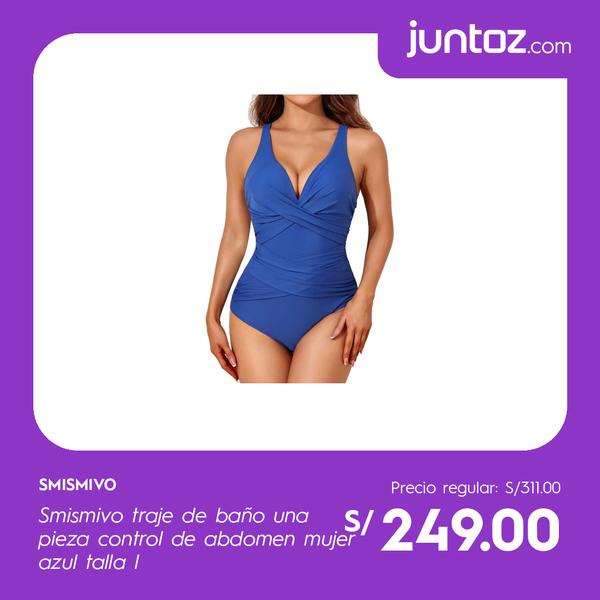 juntoz.com
SMISMIVO
Smismivo traje de baño una
pieza control de abdomen mujer
azul talla l
Precio regular: S/311.00
S/249.00